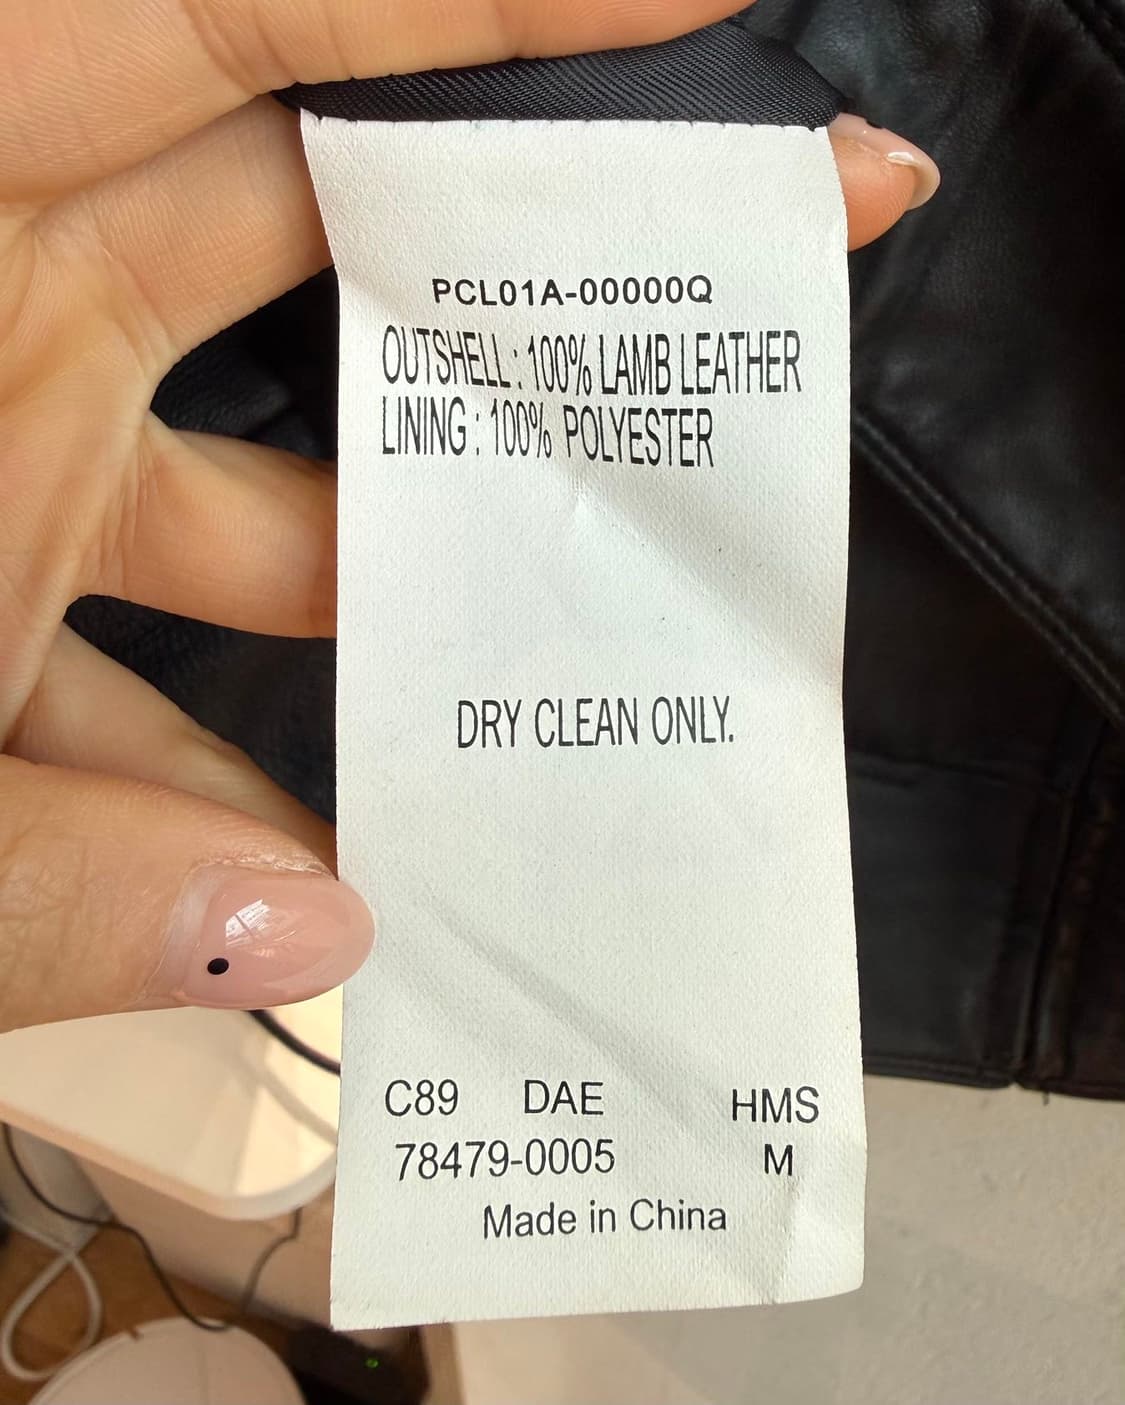 PCL01A-00000Q
OUTSHELL : 100% LAMB LEATHER
LINING : 100% POLYESTER
DRY CLEAN ONLY.
C89 DAE HMS
78479-0005 M
Made in China